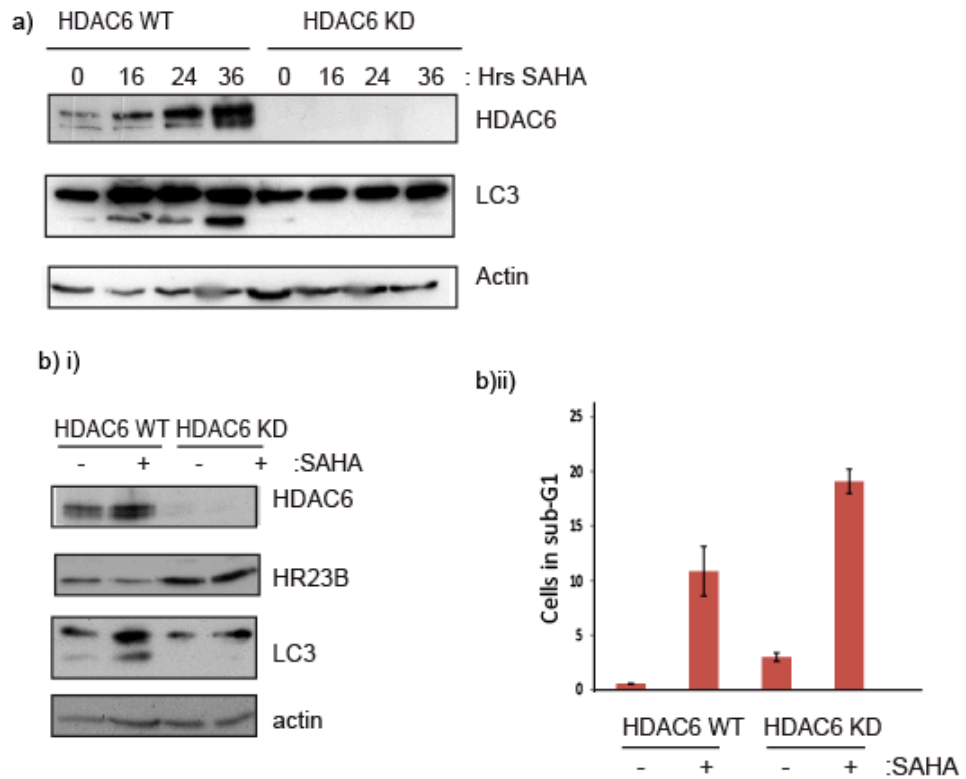 a) HDAC6 WT HDAC6 KD
0 16 24 36 0 16 24 36 : Hrs SAHA
HDAC6
LC3
Actin
b) i)
HDAC6 WT HDAC6 KD
- + - + :SAHA
HDAC6
HR23B
LC3
actin
b)ii)
Cells in sub-G1
25
20
15
10
5
0
HDAC6 WT HDAC6 KD
- + - + :SAHA